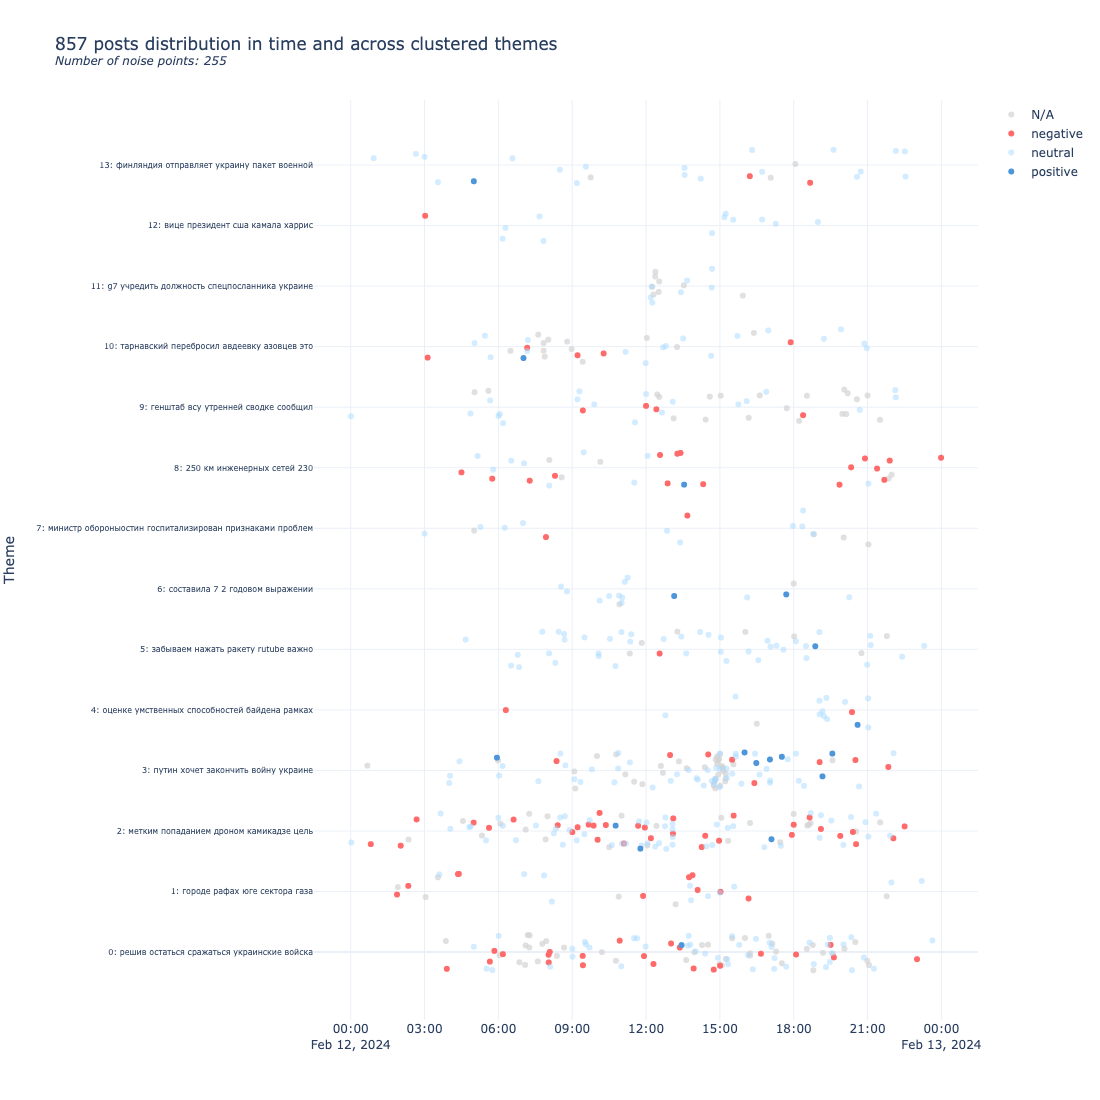 857 posts distribution in time and across clustered themes
Number of noise points: 255
N/A
negative
neutral
positive
13: финляндия отправляет украину пакет военной
12: вице президент сша камала харрис
11: g7 учредить должность спецпосланника украине
10: тарнавский перебросил авдеевку азовцев это
9: генштаб всу утренней сводке сообщил
8: 250 км инженерных сетей 230
7: министр оборонyостин госпитализирован признаками проблем
6: составила 7 2 годовом выражении
5: забываем нажать ракету rutube важно
4: оценке умственных способностей байдена рамках
3: путин хочет закончить войну украине
2: метким попаданием дроном камикадзе цель
1: городе рафах юге сектора газа
0: решив остаться сражаться украинские войска
Theme
00:00 03:00 06:00 09:00 12:00 15:00 18:00 21:00 00:00
Feb 12, 2024 Feb 13, 2024